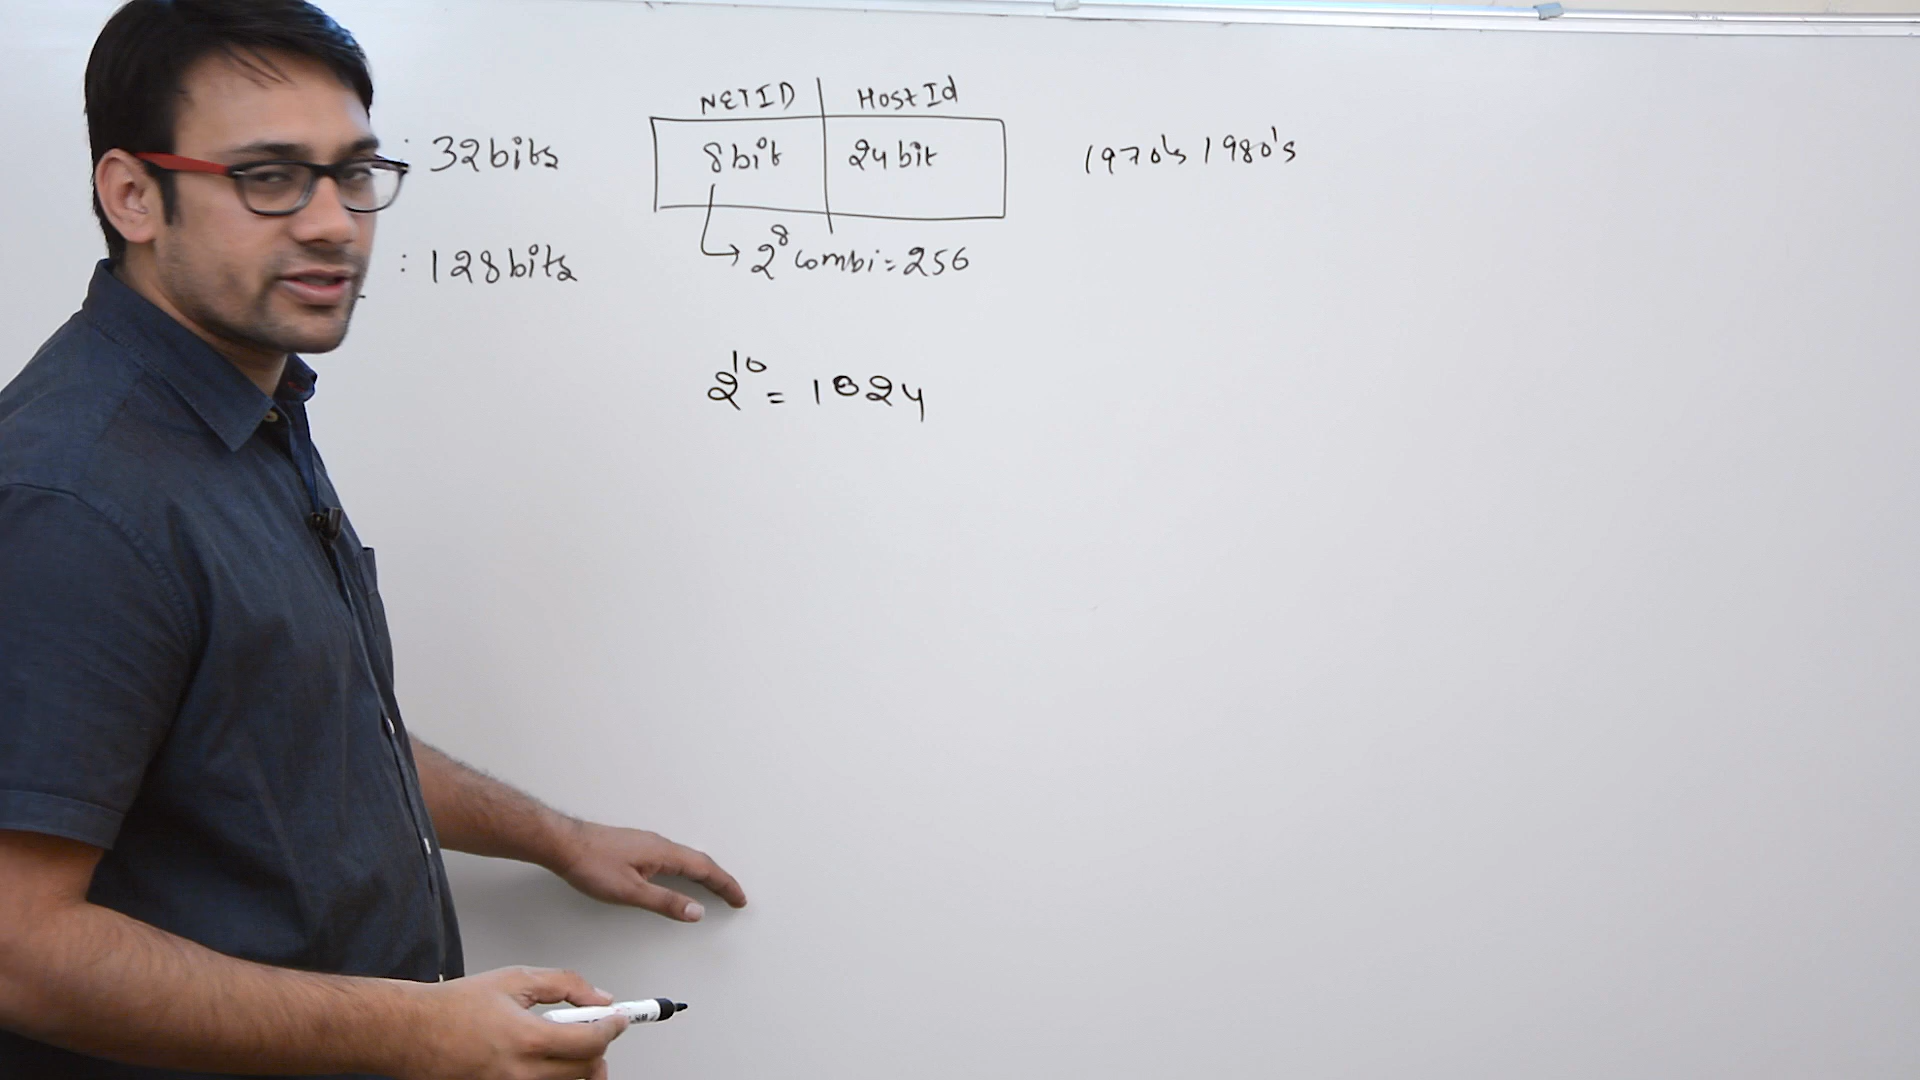 NETID HostId
: 32bits 8bit 24bit 1970's 1980's
: 128bits 2^8 combi = 256
2^10 = 1024